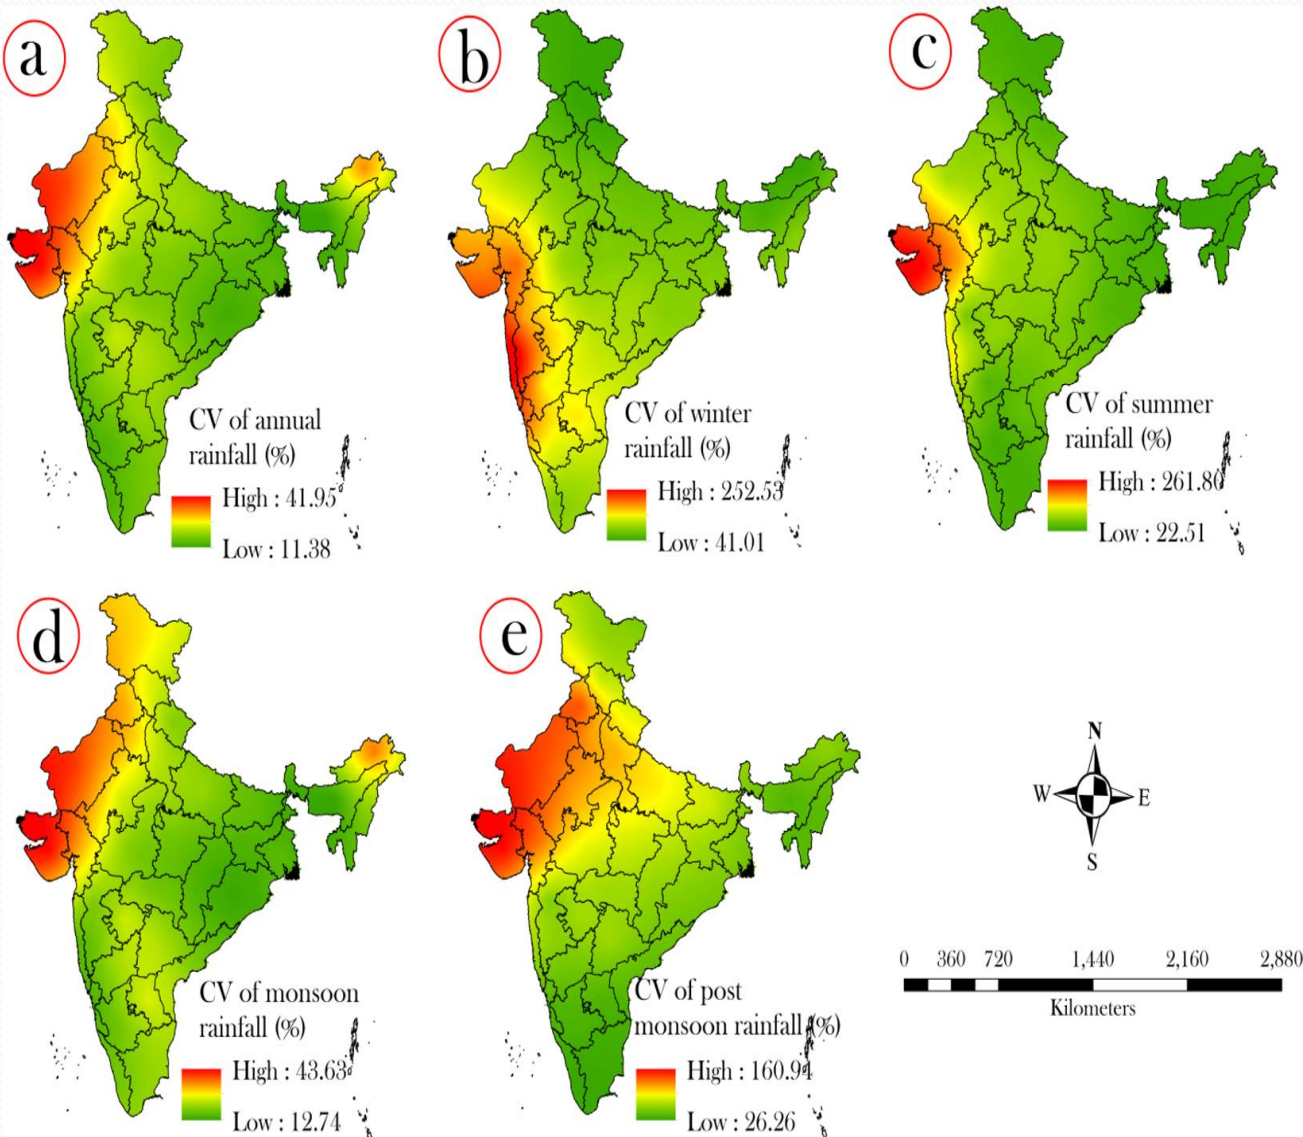 a
b
c
CV of annual
rainfall (%)
High : 41.95
Low : 11.38
CV of winter
rainfall (%)
High : 252.53
Low : 41.01
CV of summer
rainfall (%)
High : 261.86
Low : 22.51
d
e
CV of monsoon
rainfall (%)
High : 43.63
Low : 12.74
CV of post
monsoon rainfall (%)
High : 160.94
Low : 26.26
N
W E
S
0 360 720 1,440 2,160 2,880
Kilometers